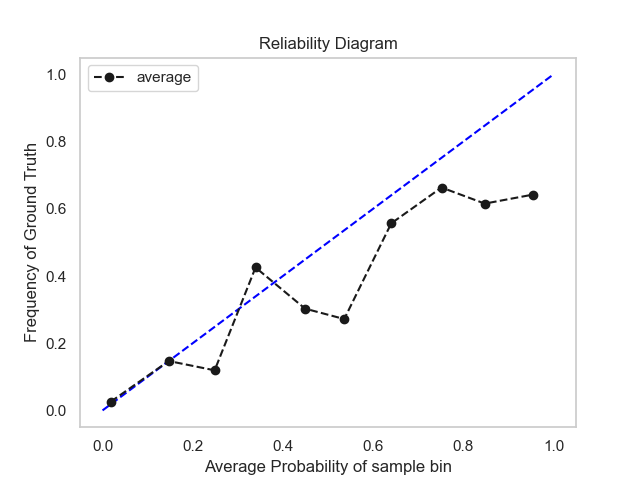 Reliability Diagram
average
Frequency of Ground Truth
1.0
0.8
0.6
0.4
0.2
0.0
0.0 0.2 0.4 0.6 0.8 1.0
Average Probability of sample bin